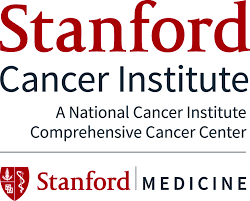 Stanford
Cancer Institute
A National Cancer Institute
Comprehensive Cancer Center
Stanford MEDICINE